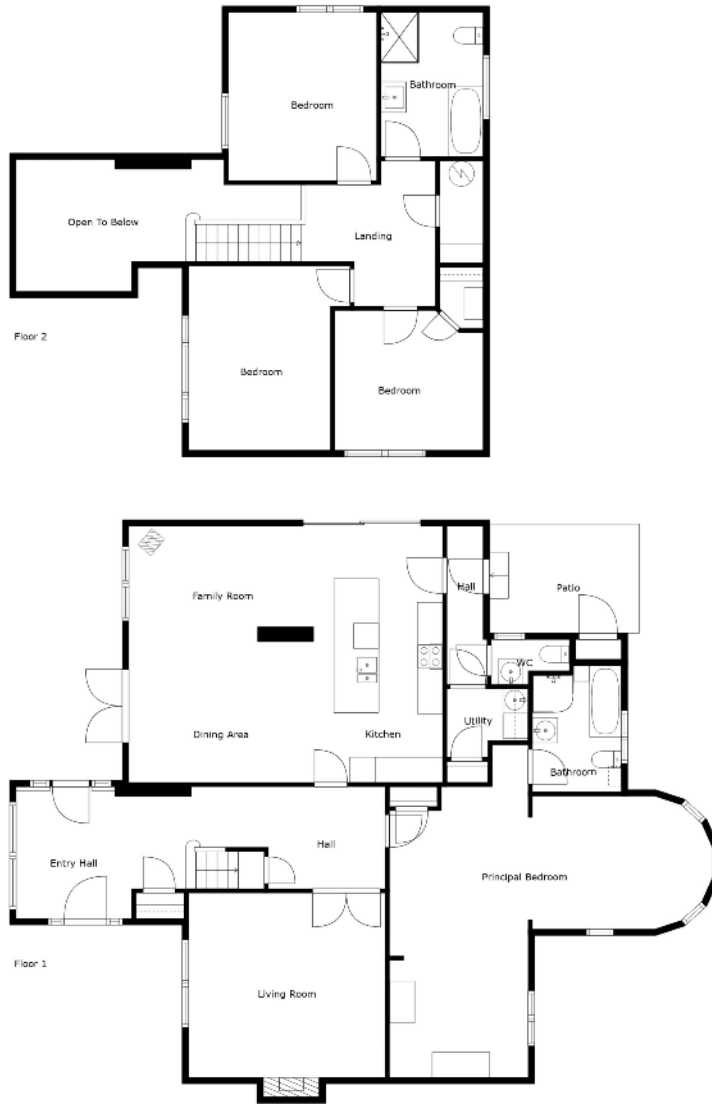 Bedroom
Bathroom
Open To Below
Landing
Floor 2
Bedroom
Bedroom
Family Room
Hall
Patio
WC
Dining Area
Kitchen
Utility
Bathroom
Entry Hall
Hall
Principal Bedroom
Floor 1
Living Room